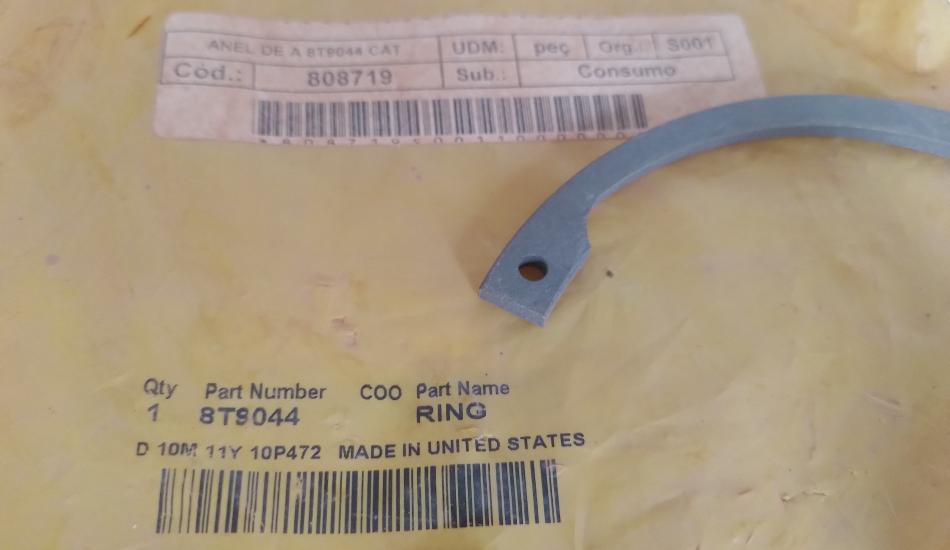 ANEL DE A 8T9044 CAT UDM: peç Org.: S001
Cód.: 808719 Sub.: Consumo
Qty Part Number COO Part Name
1 8T9044 RING
D 10M 11Y 10P472 MADE IN UNITED STATES